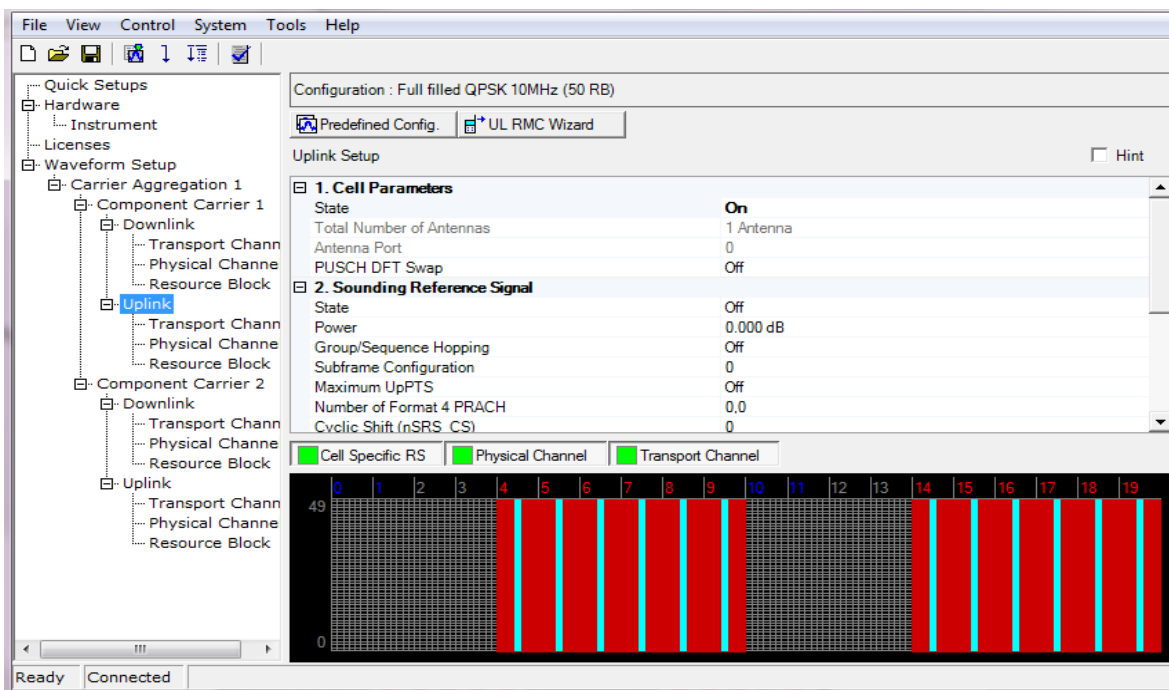 File View Control System Tools Help
Quick Setups
Hardware
Instrument
Licenses
Waveform Setup
Carrier Aggregation 1
Component Carrier 1
Downlink
Transport Chann
Physical Channe
Resource Block
Uplink
Transport Chann
Physical Channe
Resource Block
Component Carrier 2
Downlink
Transport Chann
Physical Channe
Resource Block
Uplink
Transport Chann
Physical Channe
Resource Block
Configuration : Full filled QPSK 10MHz (50 RB)
Predefined Config. UL RMC Wizard
Uplink Setup Hint
1. Cell Parameters
State On
Total Number of Antennas 1 Antenna
Antenna Port 0
PUSCH DFT Swap Off
2. Sounding Reference Signal
State Off
Power 0.000 dB
Group/Sequence Hopping Off
Subframe Configuration 0
Maximum UpPTS Off
Number of Format 4 PRACH 0,0
Cyclic Shift (nSRS_CS) 0
Cell Specific RS Physical Channel Transport Channel
0 1 2 3 4 5 6 7 8 9 10 11 12 13 14 15 16 17 18 19
49
0
Ready Connected